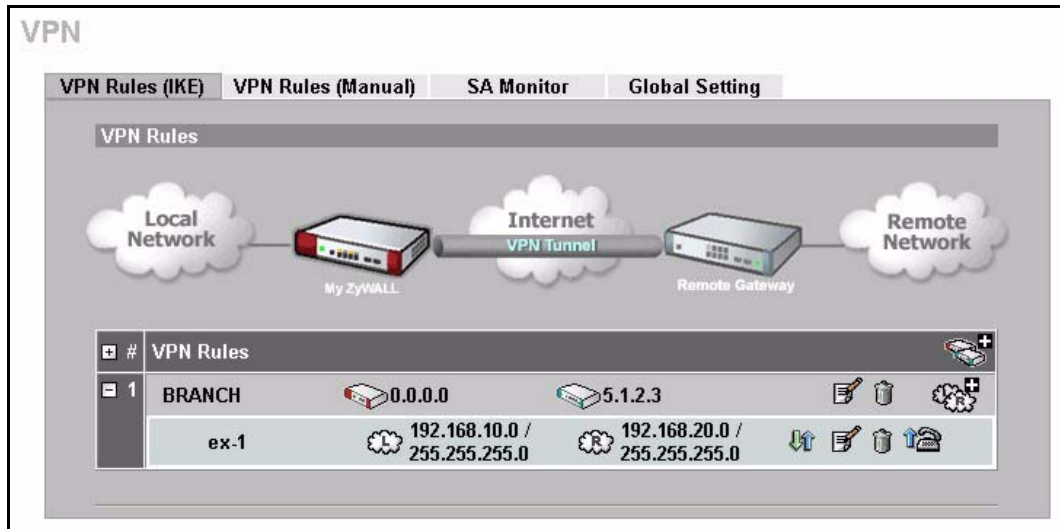 VPN
VPN Rules (IKE) VPN Rules (Manual) SA Monitor Global Setting
VPN Rules
Local Network
Internet
VPN Tunnel
Remote Network
My ZyWALL
Remote Gateway
# VPN Rules
1 BRANCH 0.0.0.0 5.1.2.3
ex-1 L 192.168.10.0 / 255.255.255.0 R 192.168.20.0 / 255.255.255.0